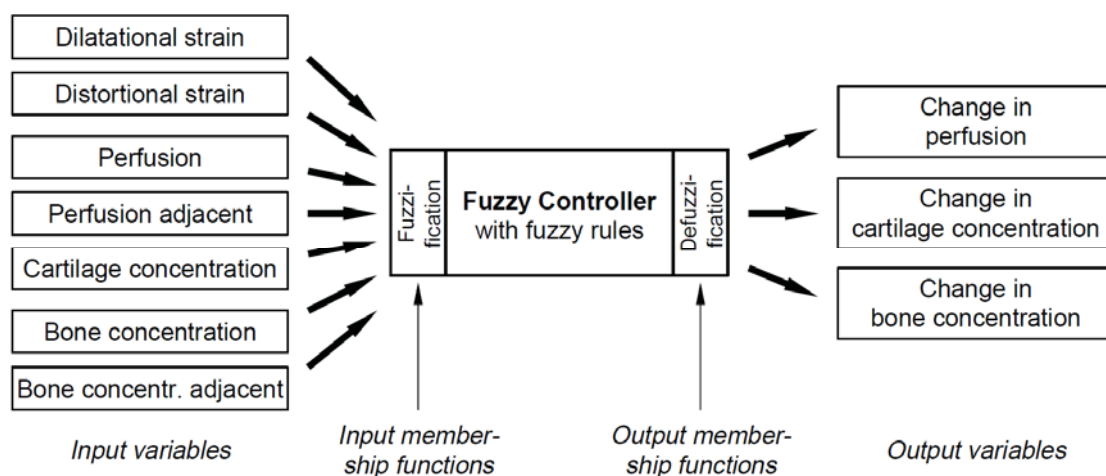 Dilatational strain
Distortional strain
Perfusion
Perfusion adjacent
Cartilage concentration
Bone concentration
Bone concentr. adjacent
Input variables
Fuzzi-
fication
Fuzzy Controller
with fuzzy rules
Defuzzi-
fication
Input member-
ship functions
Output member-
ship functions
Change in
perfusion
Change in
cartilage concentration
Change in
bone concentration
Output variables